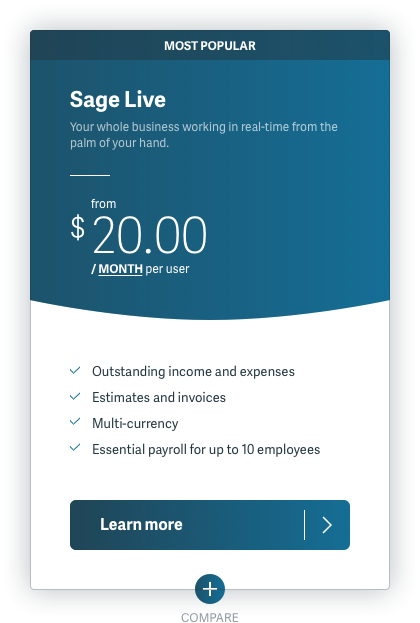 MOST POPULAR
Sage Live
Your whole business working in real-time from the
palm of your hand.
from
$ 20.00
/ MONTH per user
Outstanding income and expenses
Estimates and invoices
Multi-currency
Essential payroll for up to 10 employees
Learn more
COMPARE